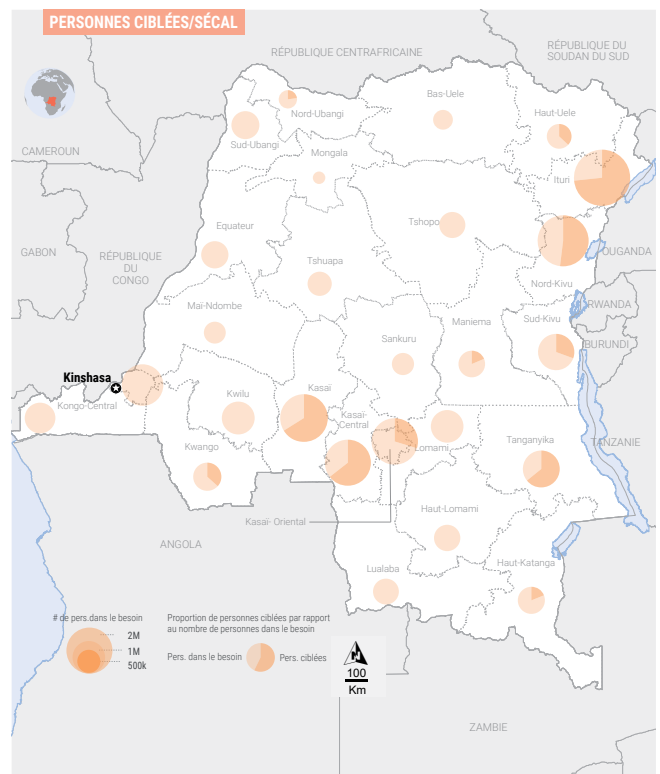 PERSONNES CIBLÉES/SÉCAL
RÉPUBLIQUE CENTRAFRICAINE
RÉPUBLIQUE DU
SOUDAN DU SUD
CAMEROUN
Nord-Ubangi
Bas-Uele
Haut-Uele
Sud-Ubangi
Mongala
Ituri
Equateur
Tshopo
GABON
RÉPUBLIQUE
DU
CONGO
OUGANDA
Tshuapa
Nord-Kivu
Maï-Ndombe
RWANDA
Sud-Kivu
Maniema
Sankuru
BURUNDI
Kinshasa
Kongo-Central
Kwilu
Kasaï
Kasaï-
Central
Lomami
Tanganyika
TANZANIE
Kwango
Haut-Lomami
Kasaï- Oriental
ANGOLA
Lualaba
Haut-Katanga
# de pers.dans le besoin
2M
1M
500k
Proportion de personnes ciblées par rapport
au nombre de personnes dans le besoin
Pers. dans le besoin
Pers. ciblées
N
100
Km
ZAMBIE